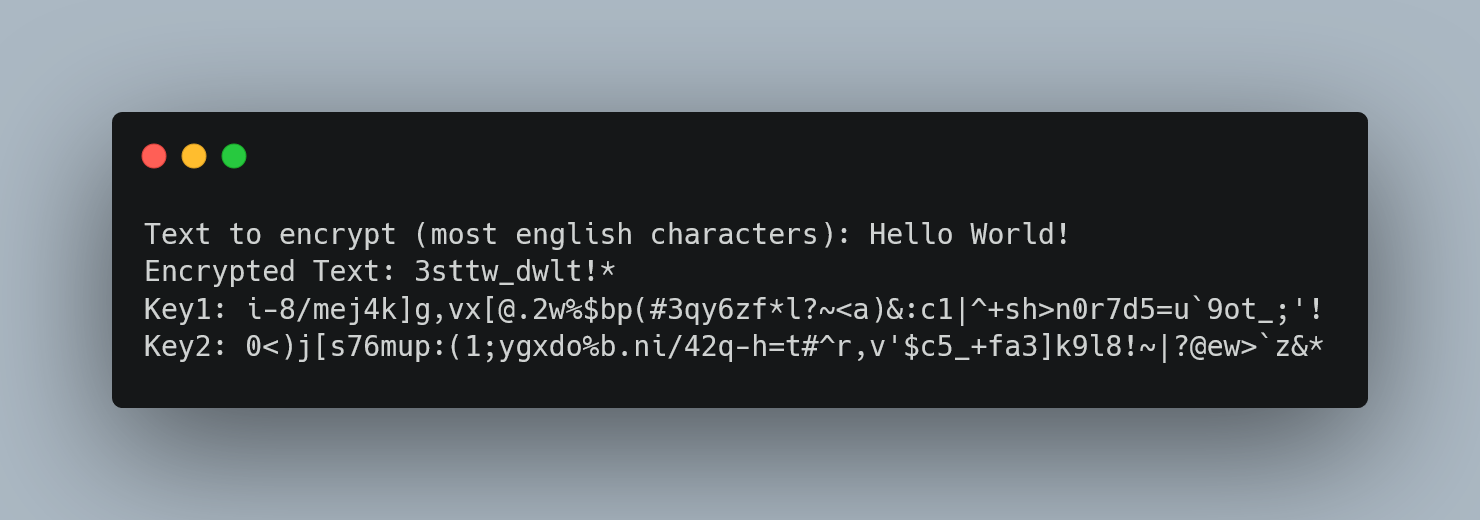 Text to encrypt (most english characters): Hello World!
Encrypted Text: 3sttw_dwlt!*
Key1: i-8/mej4k]g,vx[@.2w%$bp(#3qy6zf*l?~<a)&:c1|^+sh>n0r7d5=u`9ot_;'!
Key2: 0<)j[s76mup:(1;ygxdo%b.ni/42q-h=t#^r,v'$c5_+fa3]k9l8!~|?@ew>`z&*